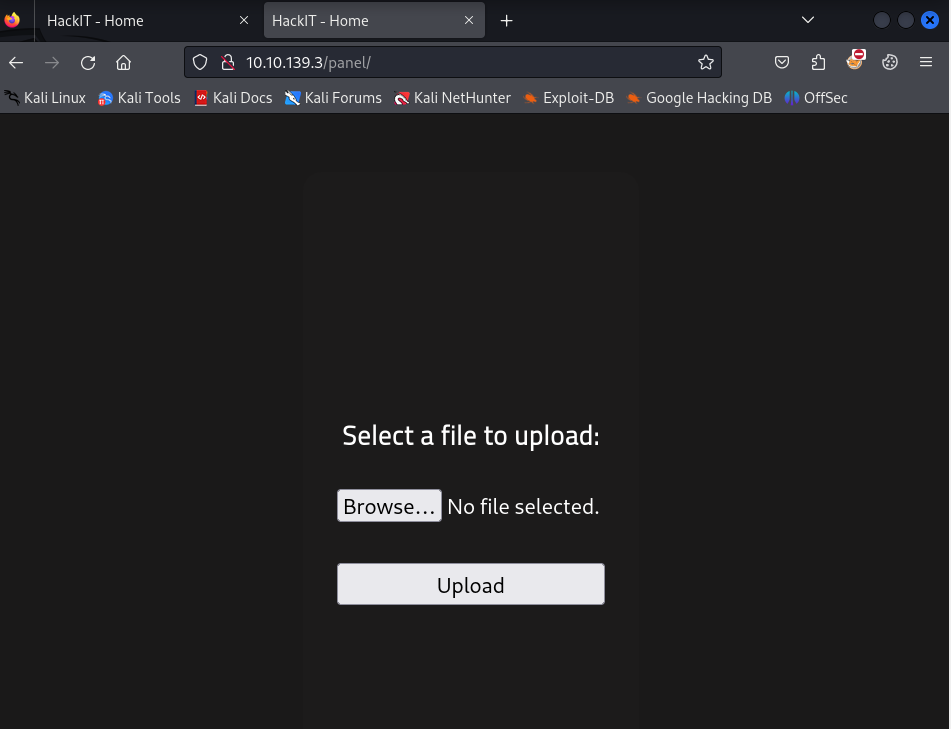 HackIT - Home
HackIT - Home
10.10.139.3/panel/
Kali Linux Kali Tools Kali Docs Kali Forums Kali NetHunter Exploit-DB Google Hacking DB OffSec
Select a file to upload:
Browse... No file selected.
Upload